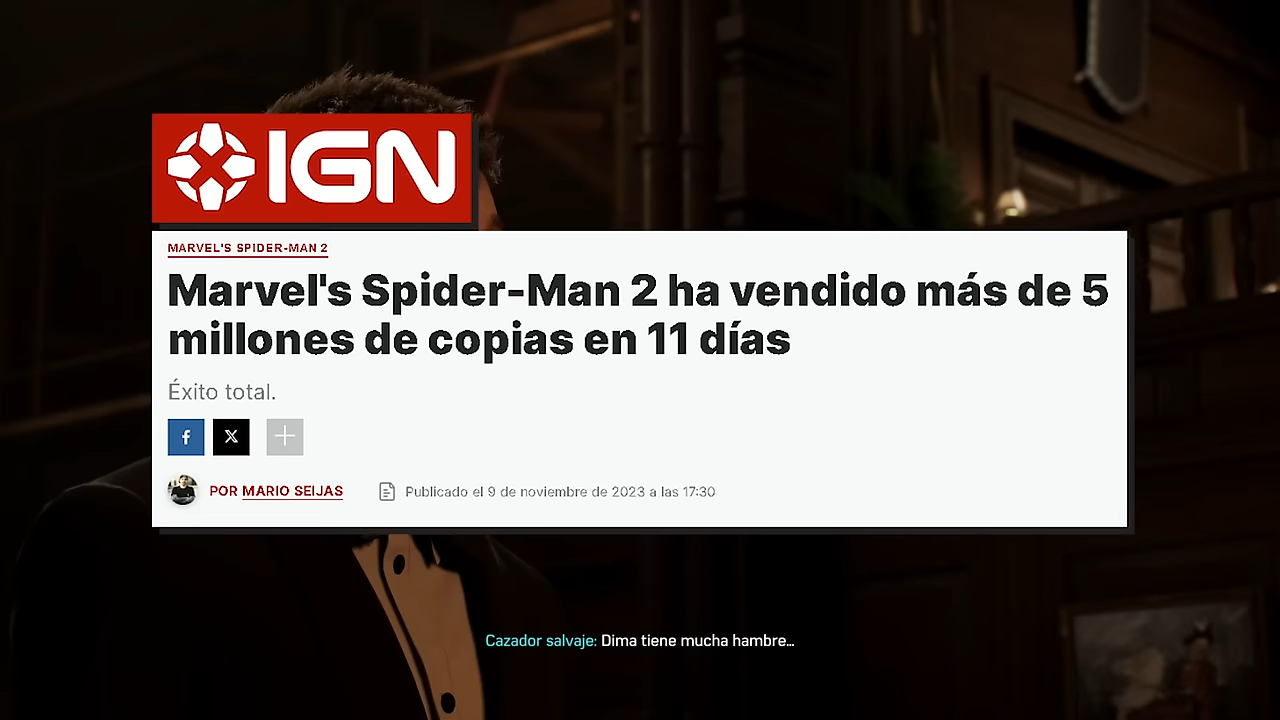 IGN
MARVEL'S SPIDER-MAN 2
Marvel's Spider-Man 2 ha vendido más de 5
millones de copias en 11 días
Éxito total.
POR MARIO SEIJAS Publicado el 9 de noviembre de 2023 a las 17:30
Cazador salvaje: Dima tiene mucha hambre...